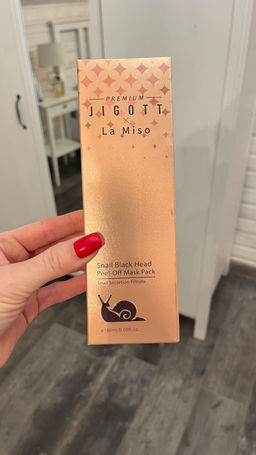 PREMIUM
JIGOTT
×
La Miso
Snail Black Head
Peel-Off Mask Pack
Snail Secretion Filtrate